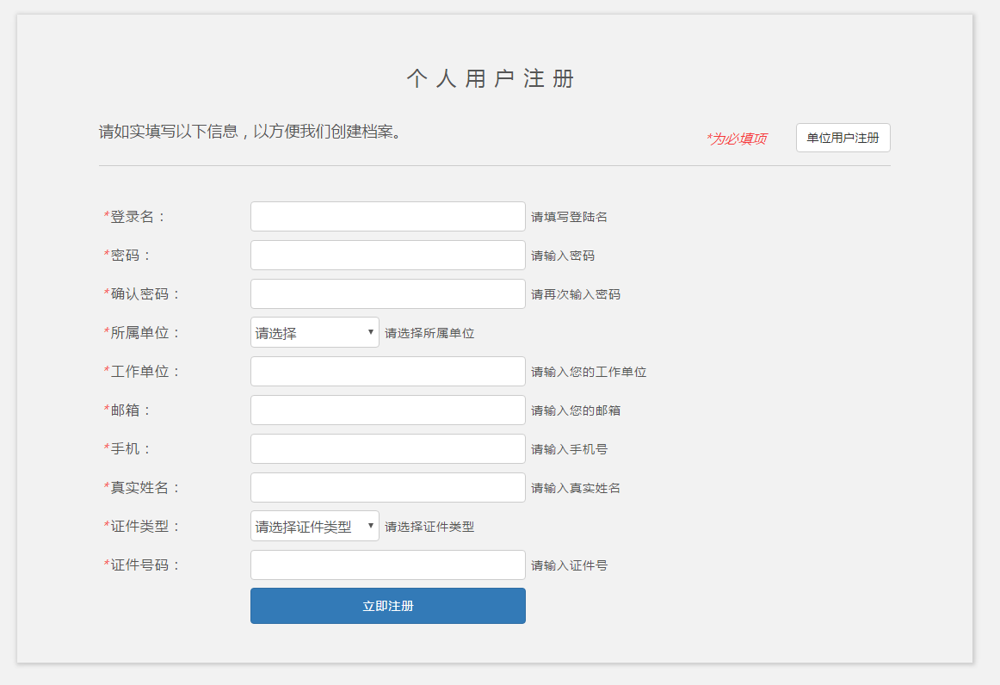 个人用户注册
请如实填写以下信息，以方便我们创建档案。
*为必填项
单位用户注册
*登录名： 请填写登陆名
*密码： 请输入密码
*确认密码： 请再次输入密码
*所属单位： 请选择 请选择所属单位
*工作单位： 请输入您的工作单位
*邮箱： 请输入您的邮箱
*手机： 请输入手机号
*真实姓名： 请输入真实姓名
*证件类型： 请选择证件类型 请选择证件类型
*证件号码： 请输入证件号
立即注册